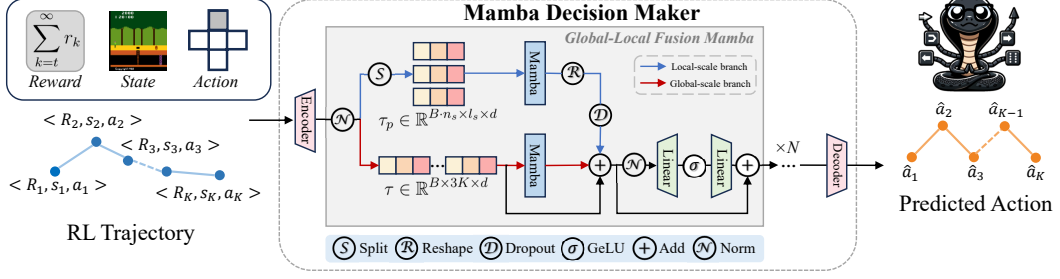 Mamba Decision Maker
Global-Local Fusion Mamba
Local-scale branch
Global-scale branch
∑_{k=t}^{∞} r_k
Reward State Action
< R_2, s_2, a_2 >
< R_3, s_3, a_3 >
< R_1, s_1, a_1 >
< R_K, s_K, a_K >
RL Trajectory
Encoder
N
S
τ_p ∈ ℝ^{B·n_s×l_s×d}
Mamba
R
D
τ ∈ ℝ^{B×3K×d}
Mamba
+
N
Linear
σ
Linear
+
×N
Decoder
S Split R Reshape D Dropout σ GeLU + Add N Norm
â_2 â_{K-1}
â_1 â_3 â_K
Predicted Action